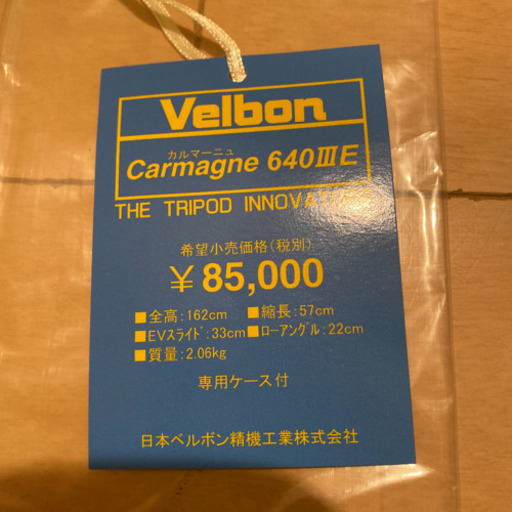 Velbon
カルマーニュ
Carmagne 640ⅢE
THE TRIPOD
希望小売価格(税別)
¥85,000
■全高:162cm ■縮長:57cm
■EVスライド:33cm ■ローアングル:22cm
■質量:2.06kg
専用ケース付
日本ベルボン精機工業株式会社